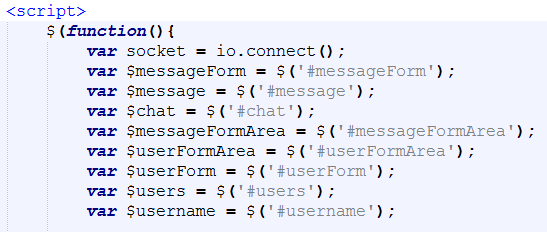 <script>
$(function(){
var socket = io.connect();
var $messageForm = $('#messageForm');
var $message = $('#message');
var $chat = $('#chat');
var $messageFormArea = $('#messageFormArea');
var $userFormArea = $('#userFormArea');
var $userForm = $('#userForm');
var $users = $('#users');
var $username = $('#username');